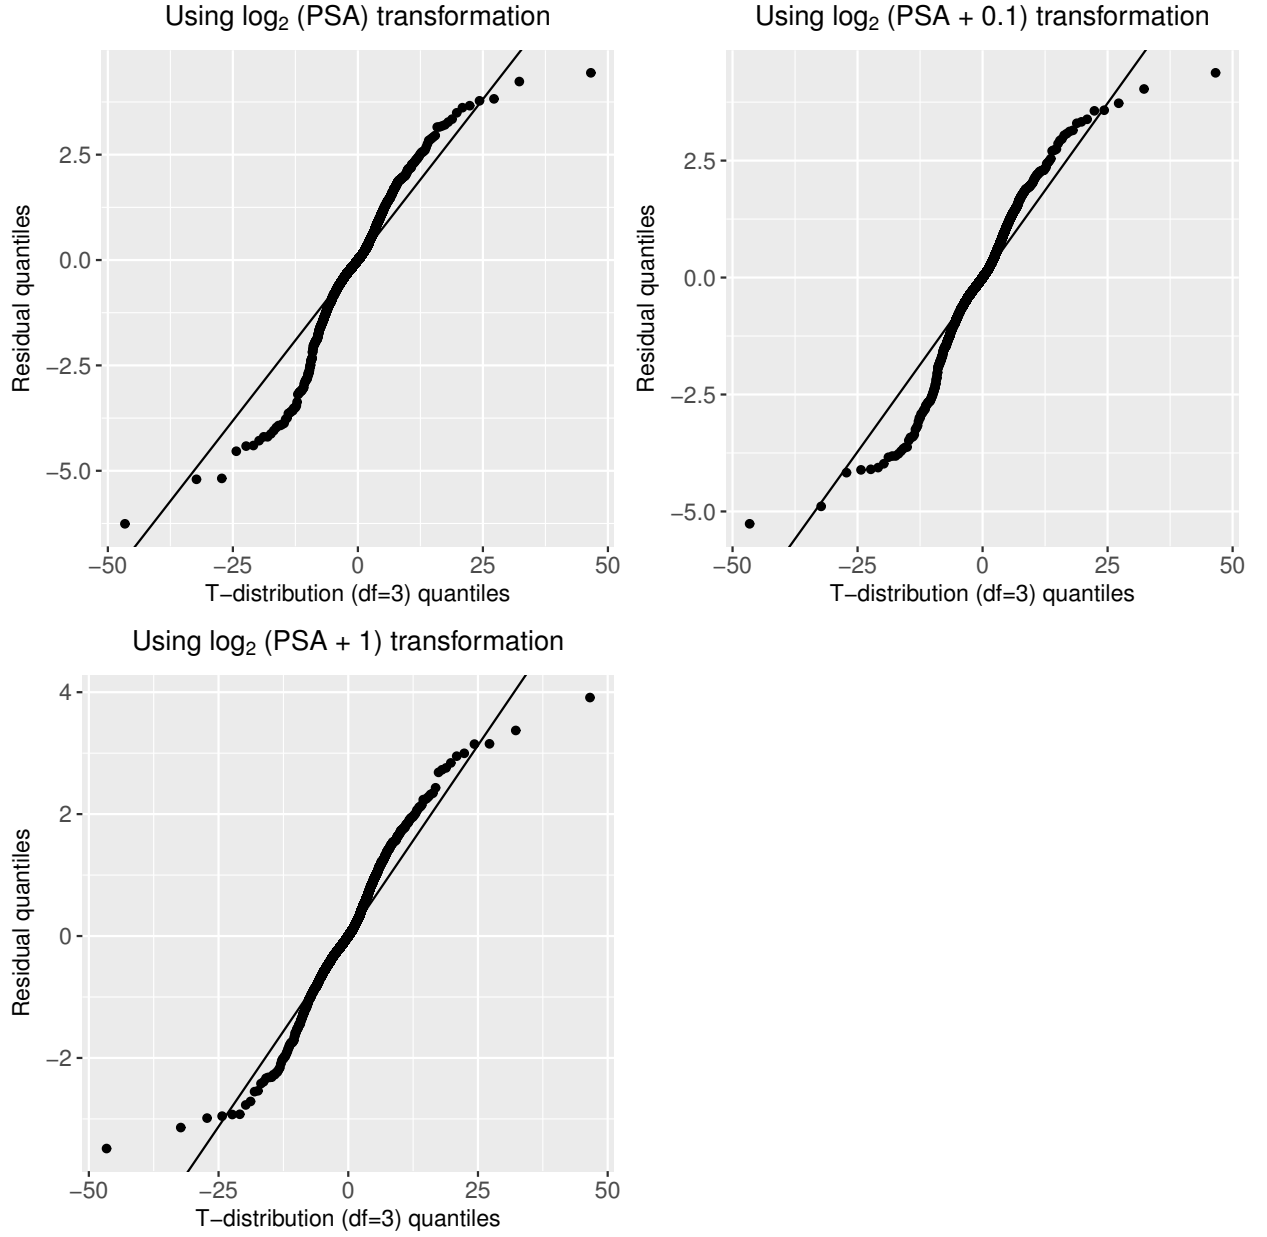 Using log₂ (PSA) transformation
Residual quantiles
2.5
0.0
−2.5
−5.0
−50 −25 0 25 50
T−distribution (df=3) quantiles
Using log₂ (PSA + 0.1) transformation
Residual quantiles
2.5
0.0
−2.5
−5.0
−50 −25 0 25 50
T−distribution (df=3) quantiles
Using log₂ (PSA + 1) transformation
Residual quantiles
4
2
0
−2
−50 −25 0 25 50
T−distribution (df=3) quantiles